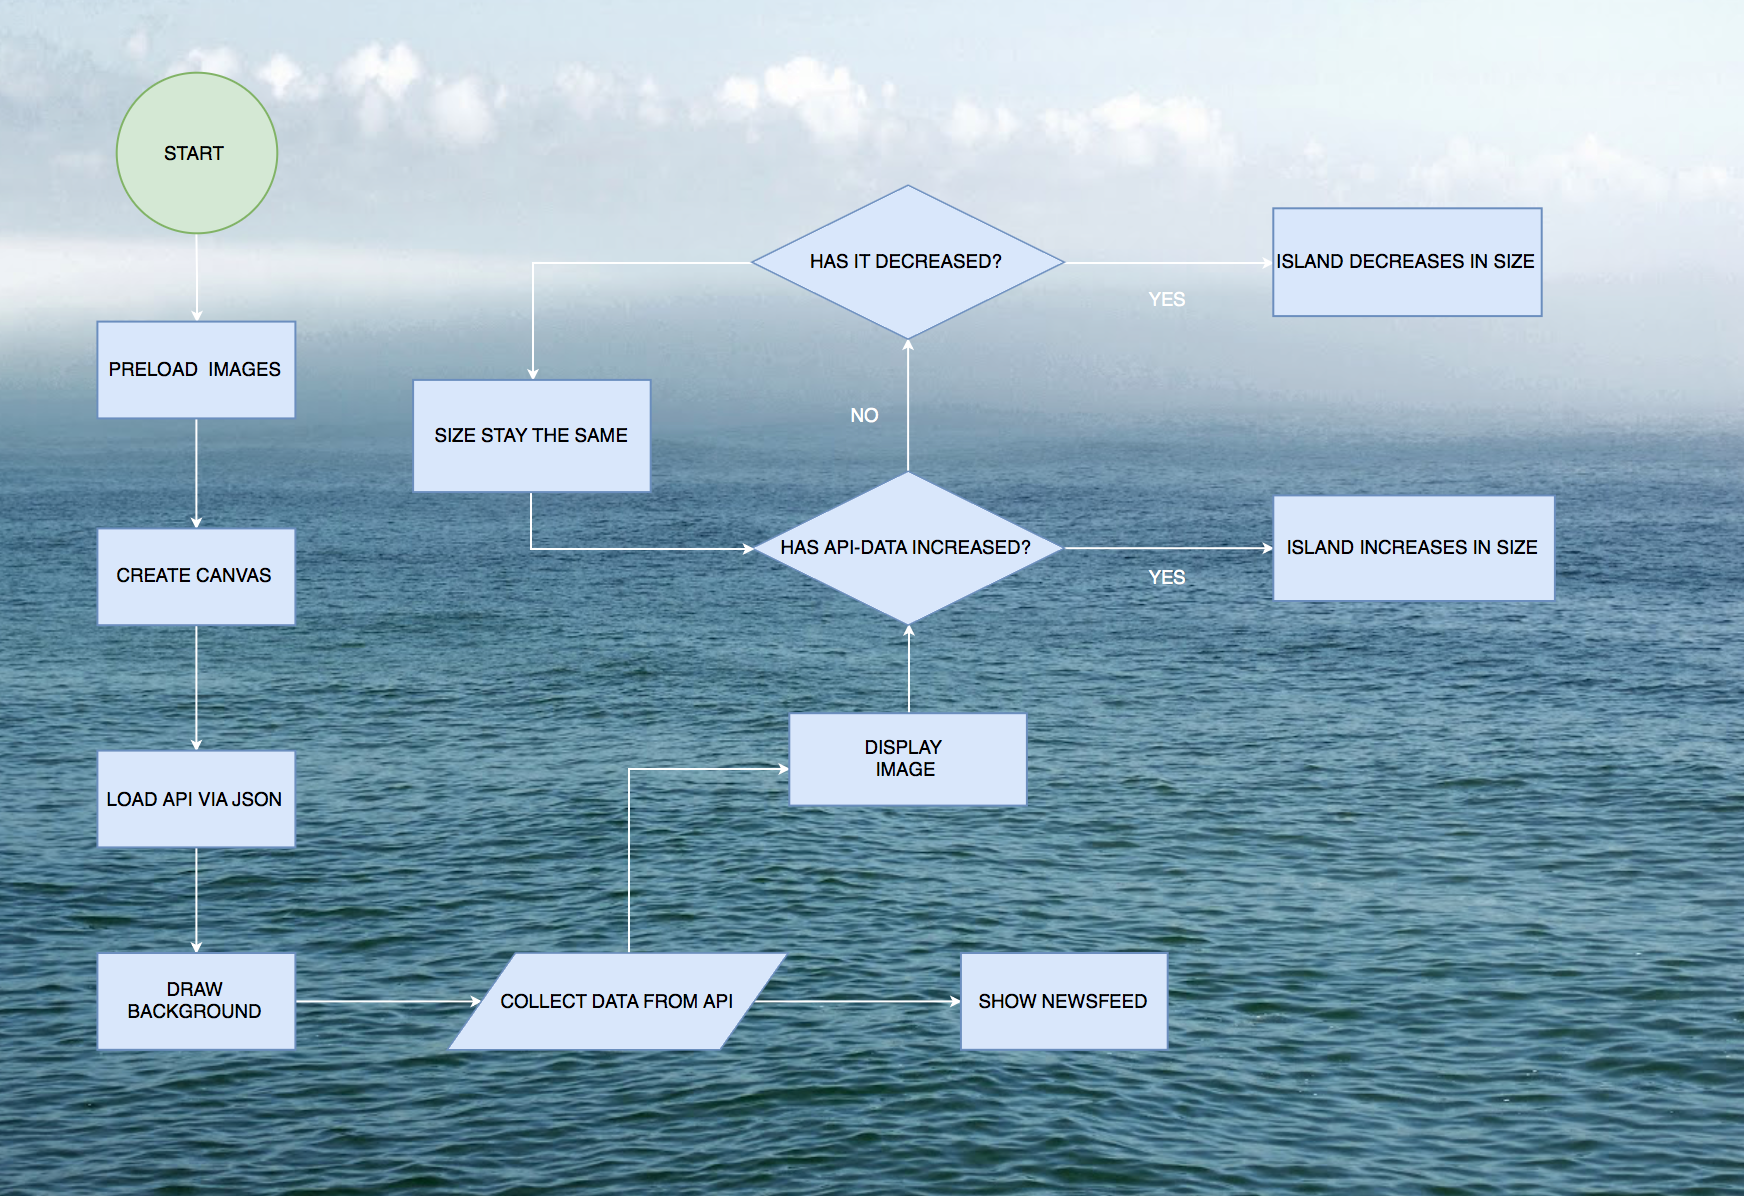 START
PRELOAD  IMAGES
CREATE CANVAS
LOAD API VIA JSON
DRAW
BACKGROUND
COLLECT DATA FROM API
SHOW NEWSFEED
DISPLAY
IMAGE
HAS API-DATA INCREASED?
YES
ISLAND INCREASES IN SIZE
NO
HAS IT DECREASED?
YES
ISLAND DECREASES IN SIZE
SIZE STAY THE SAME